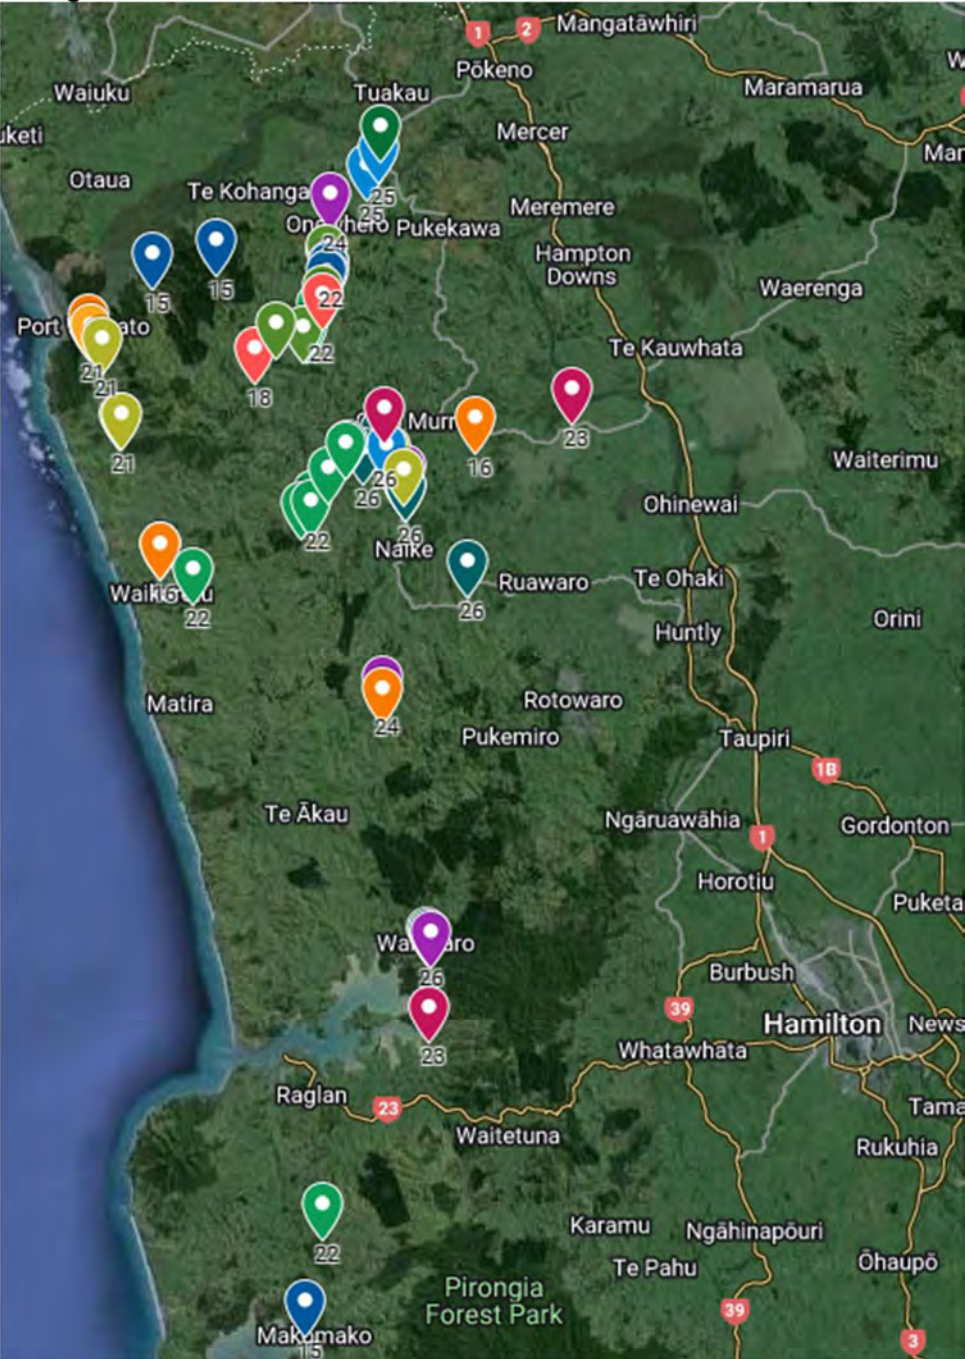 1
2
Mangatāwhiri
Pōkeno
Waiuku
Tuakau
Maramarua
Mercer
Otaua
Te Kohanga
25
25
Pukekawa
Meremere
24
Hampton
Downs
15
15
22
Waerenga
Port
21
21
22
Te Kauwhata
18
21
16
23
Waiterimu
26
26
26
22
Ohinewai
Naike
Ruawaro
26
Te Ohaki
16
22
Orini
Huntly
Matira
24
Rotowaro
Pukemiro
Taupiri
1B
Te Ākau
Ngāruawāhia
1
Gordonton
Horotiu
26
Burbush
39
23
Hamilton
Whatawhata
Raglan
23
Waitetuna
Rukuhia
22
Karamu
Ngāhinapōuri
Te Pahu
Ōhaupō
Pirongia
Forest Park
39
15
3